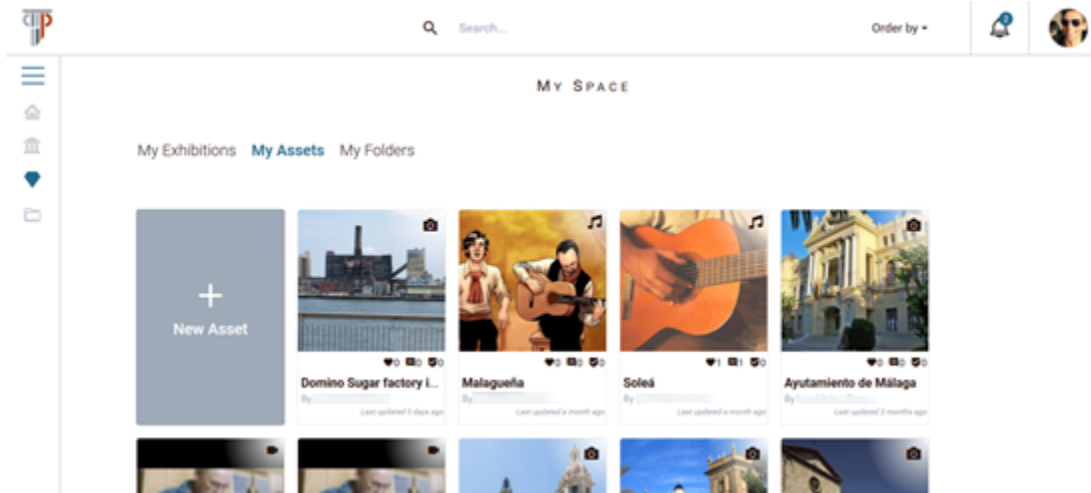 Search...
Order by
2
MY SPACE
My Exhibitions My Assets My Folders
+
New Asset
0 0 0
Domino Sugar factory i...
By
Last updated 5 days ago
0 0 0
Malagueña
By
Last updated a month ago
1 1 0
Soleá
By
Last updated a month ago
0 0 0
Ayutamiento de Málaga
By
Last updated 2 months ago